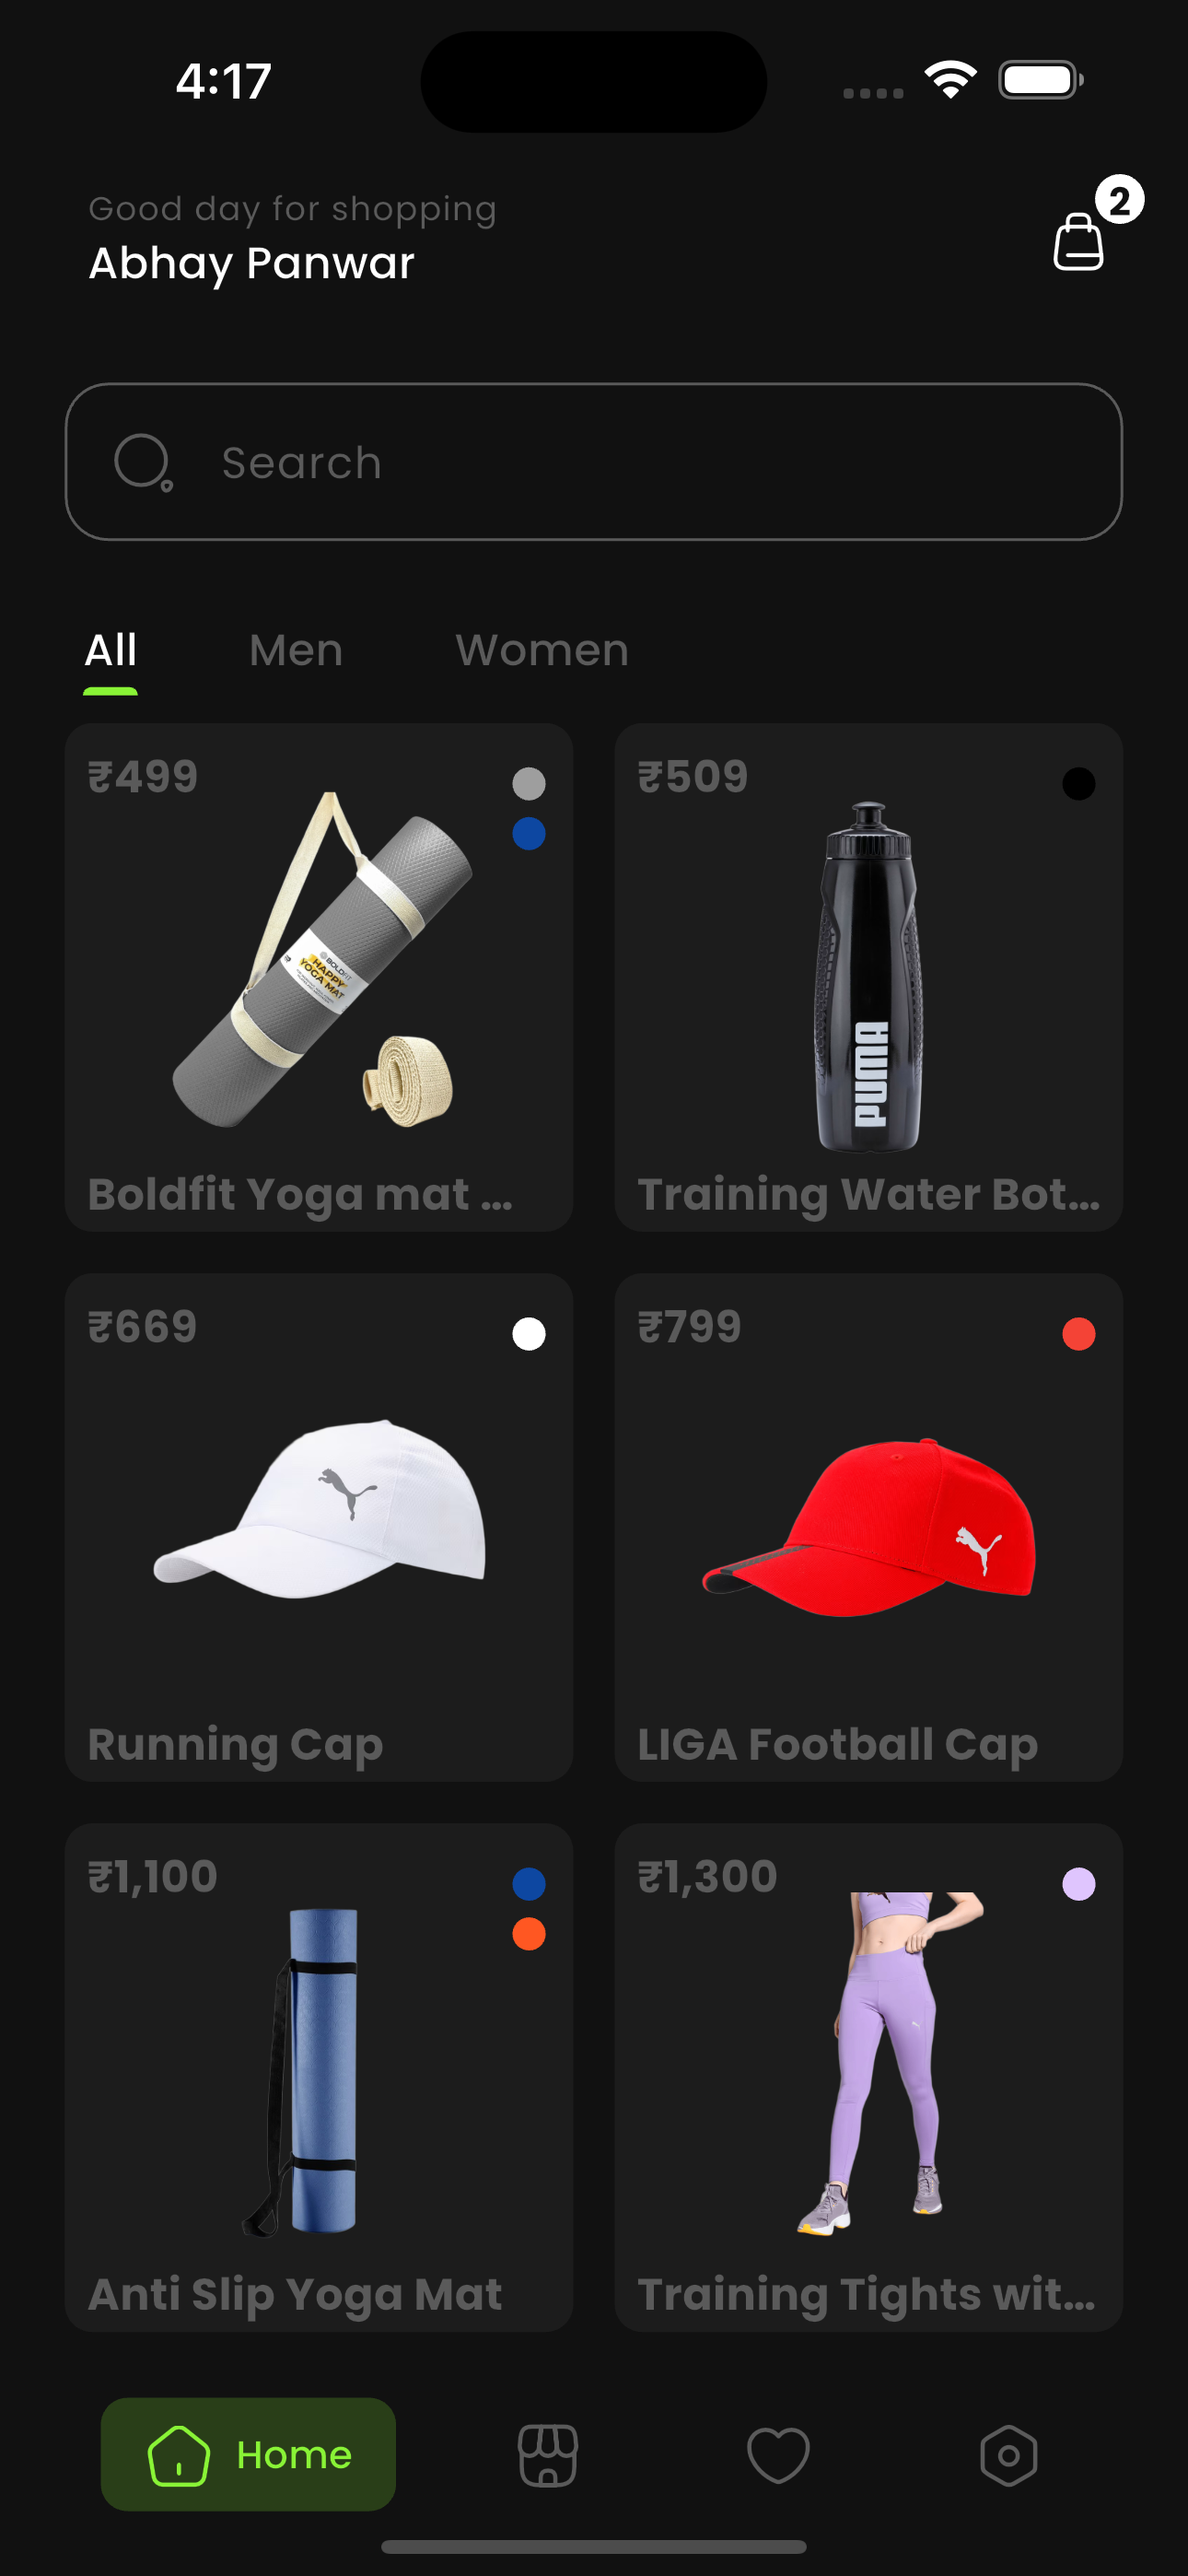 4:17
Good day for shopping
Abhay Panwar
2
Search
All Men Women
₹499
BOLDFIT
HAPPY
YOGA MAT
Boldfit Yoga mat ...
₹509
PUMA
Training Water Bot...
₹669
Running Cap
₹799
LIGA Football Cap
₹1,100
Anti Slip Yoga Mat
₹1,300
Training Tights wit...
Home